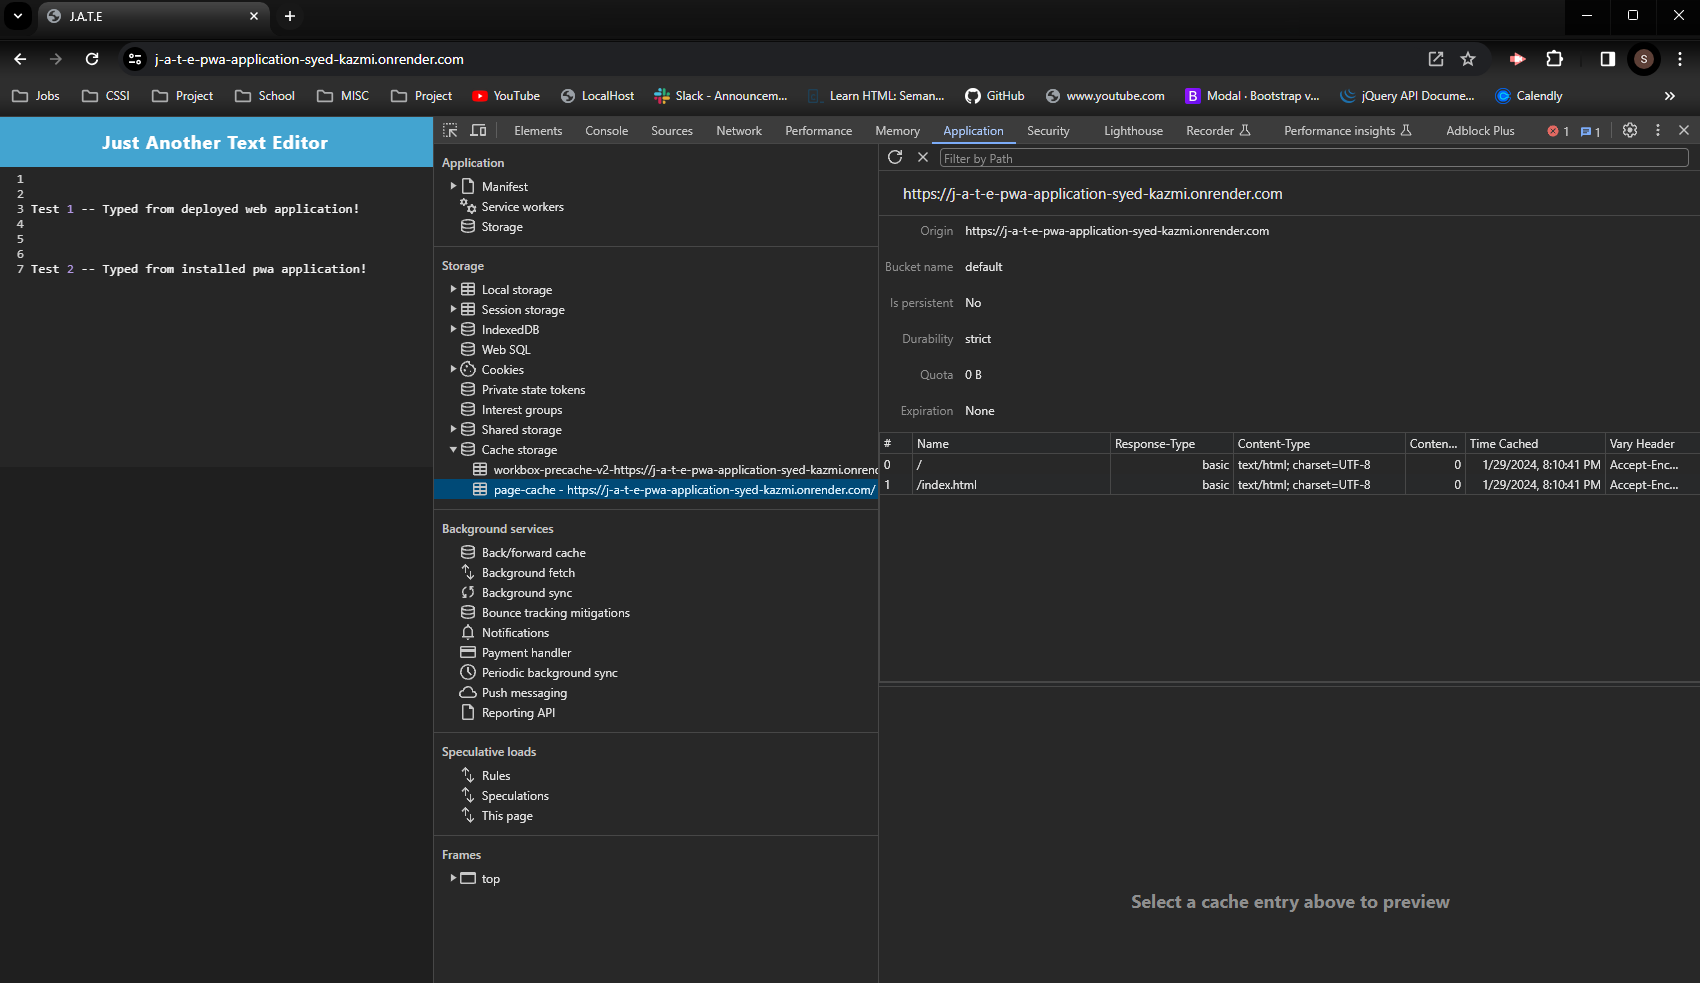 J.A.T.E
j-a-t-e-pwa-application-syed-kazmi.onrender.com
S
Jobs CSSI Project School MISC Project YouTube LocalHost Slack - Announcem... Learn HTML: Seman... GitHub www.youtube.com Modal · Bootstrap v... jQuery API Docume... Calendly
Just Another Text Editor
1
2
3 Test 1 -- Typed from deployed web application!
4
5
6
7 Test 2 -- Typed from installed pwa application!
Elements Console Sources Network Performance Memory Application Security Lighthouse Recorder Performance insights Adblock Plus 1 1
Application
Manifest
Service workers
Storage
Storage
Local storage
Session storage
IndexedDB
Web SQL
Cookies
Private state tokens
Interest groups
Shared storage
Cache storage
workbox-precache-v2-https://j-a-t-e-pwa-application-syed-kazmi.onrend
page-cache - https://j-a-t-e-pwa-application-syed-kazmi.onrender.com/
Background services
Back/forward cache
Background fetch
Background sync
Bounce tracking mitigations
Notifications
Payment handler
Periodic background sync
Push messaging
Reporting API
Speculative loads
Rules
Speculations
This page
Frames
top
Filter by Path
https://j-a-t-e-pwa-application-syed-kazmi.onrender.com
Origin https://j-a-t-e-pwa-application-syed-kazmi.onrender.com
Bucket name default
Is persistent No
Durability strict
Quota 0 B
Expiration None
# Name Response-Type Content-Type Conten... Time Cached Vary Header
0 / basic text/html; charset=UTF-8 0 1/29/2024, 8:10:41 PM Accept-Enc...
1 /index.html basic text/html; charset=UTF-8 0 1/29/2024, 8:10:41 PM Accept-Enc...
Select a cache entry above to preview